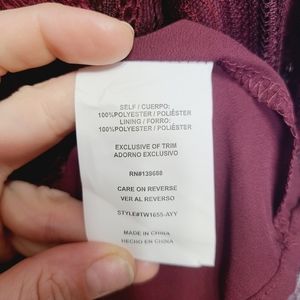 SELF / CUERPO:
100%POLYESTER / POLIÉSTER
LINING / FORRO:
100%POLYESTER / POLIÉSTER
EXCLUSIVE OF TRIM
ADORNO EXCLUSIVO
RN#139688
CARE ON REVERSE
VER AL REVERSO
STYLE#TW1655-AYY
MADE IN CHINA
HECHO EN CHINA